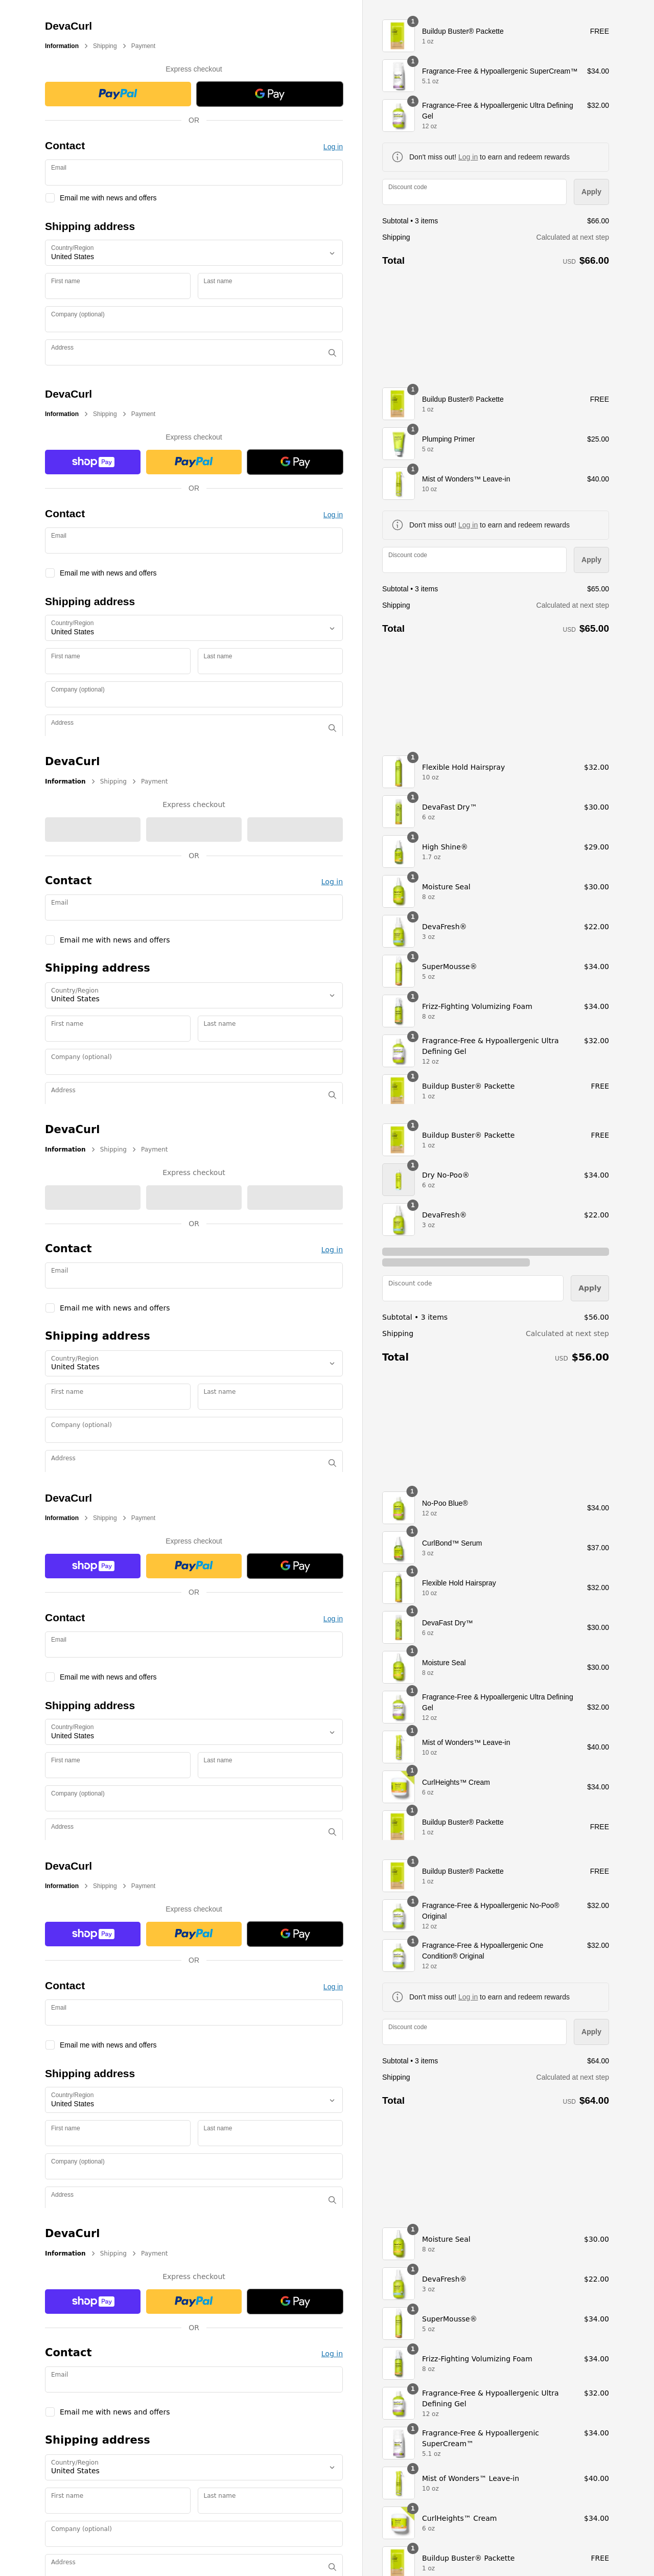 DevaCurl
Information > Shipping > Payment
Express checkout
PayPal
G Pay
OR
Contact
Log in
Email
Email me with news and offers
Shipping address
Country/Region
United States
First name
Last name
Company (optional)
Address
1
Buildup Buster® Packette
FREE
1 oz
1
Fragrance-Free & Hypoallergenic SuperCream™
$34.00
5.1 oz
1
Fragrance-Free & Hypoallergenic Ultra Defining
Gel
$32.00
12 oz
Don't miss out! Log in to earn and redeem rewards
Discount code
Apply
Subtotal • 3 items
$66.00
Shipping
Calculated at next step
Total
USD $66.00
DevaCurl
Information > Shipping > Payment
Express checkout
shop Pay
PayPal
G Pay
OR
Contact
Log in
Email
Email me with news and offers
Shipping address
Country/Region
United States
First name
Last name
Company (optional)
Address
1
Buildup Buster® Packette
FREE
1 oz
1
Plumping Primer
$25.00
5 oz
1
Mist of Wonders™ Leave-in
$40.00
10 oz
Don't miss out! Log in to earn and redeem rewards
Discount code
Apply
Subtotal • 3 items
$65.00
Shipping
Calculated at next step
Total
USD $65.00
DevaCurl
Information > Shipping > Payment
Express checkout
OR
Contact
Log in
Email
Email me with news and offers
Shipping address
Country/Region
United States
First name
Last name
Company (optional)
Address
1
Flexible Hold Hairspray
$32.00
10 oz
1
DevaFast Dry™
$30.00
6 oz
1
High Shine®
$29.00
1.7 oz
1
Moisture Seal
$30.00
8 oz
1
DevaFresh®
$22.00
3 oz
1
SuperMousse®
$34.00
5 oz
1
Frizz-Fighting Volumizing Foam
$34.00
8 oz
1
Fragrance-Free & Hypoallergenic Ultra
Defining Gel
$32.00
12 oz
1
Buildup Buster® Packette
FREE
1 oz
DevaCurl
Information > Shipping > Payment
Express checkout
OR
Contact
Log in
Email
Email me with news and offers
Shipping address
Country/Region
United States
First name
Last name
Company (optional)
Address
1
Buildup Buster® Packette
FREE
1 oz
1
Dry No-Poo®
$34.00
6 oz
1
DevaFresh®
$22.00
3 oz
Discount code
Apply
Subtotal • 3 items
$56.00
Shipping
Calculated at next step
Total
USD $56.00
DevaCurl
Information > Shipping > Payment
Express checkout
shop Pay
PayPal
G Pay
OR
Contact
Log in
Email
Email me with news and offers
Shipping address
Country/Region
United States
First name
Last name
Company (optional)
Address
1
No-Poo Blue®
$34.00
12 oz
1
CurlBond™ Serum
$37.00
3 oz
1
Flexible Hold Hairspray
$32.00
10 oz
1
DevaFast Dry™
$30.00
6 oz
1
Moisture Seal
$30.00
8 oz
1
Fragrance-Free & Hypoallergenic Ultra Defining
Gel
$32.00
12 oz
1
Mist of Wonders™ Leave-in
$40.00
10 oz
1
CurlHeights™ Cream
$34.00
6 oz
1
Buildup Buster® Packette
FREE
1 oz
DevaCurl
Information > Shipping > Payment
Express checkout
shop Pay
PayPal
G Pay
OR
Contact
Log in
Email
Email me with news and offers
Shipping address
Country/Region
United States
First name
Last name
Company (optional)
Address
1
Buildup Buster® Packette
FREE
1 oz
1
Fragrance-Free & Hypoallergenic No-Poo®
Original
$32.00
12 oz
1
Fragrance-Free & Hypoallergenic One
Condition® Original
$32.00
12 oz
Don't miss out! Log in to earn and redeem rewards
Discount code
Apply
Subtotal • 3 items
$64.00
Shipping
Calculated at next step
Total
USD $64.00
DevaCurl
Information > Shipping > Payment
Express checkout
shop Pay
PayPal
G Pay
OR
Contact
Log in
Email
Email me with news and offers
Shipping address
Country/Region
United States
First name
Last name
Company (optional)
Address
1
Moisture Seal
$30.00
8 oz
1
DevaFresh®
$22.00
3 oz
1
SuperMousse®
$34.00
5 oz
1
Frizz-Fighting Volumizing Foam
$34.00
8 oz
1
Fragrance-Free & Hypoallergenic Ultra
Defining Gel
$32.00
12 oz
1
Fragrance-Free & Hypoallergenic
SuperCream™
$34.00
5.1 oz
1
Mist of Wonders™ Leave-in
$40.00
10 oz
1
CurlHeights™ Cream
$34.00
6 oz
1
Buildup Buster® Packette
FREE
1 oz